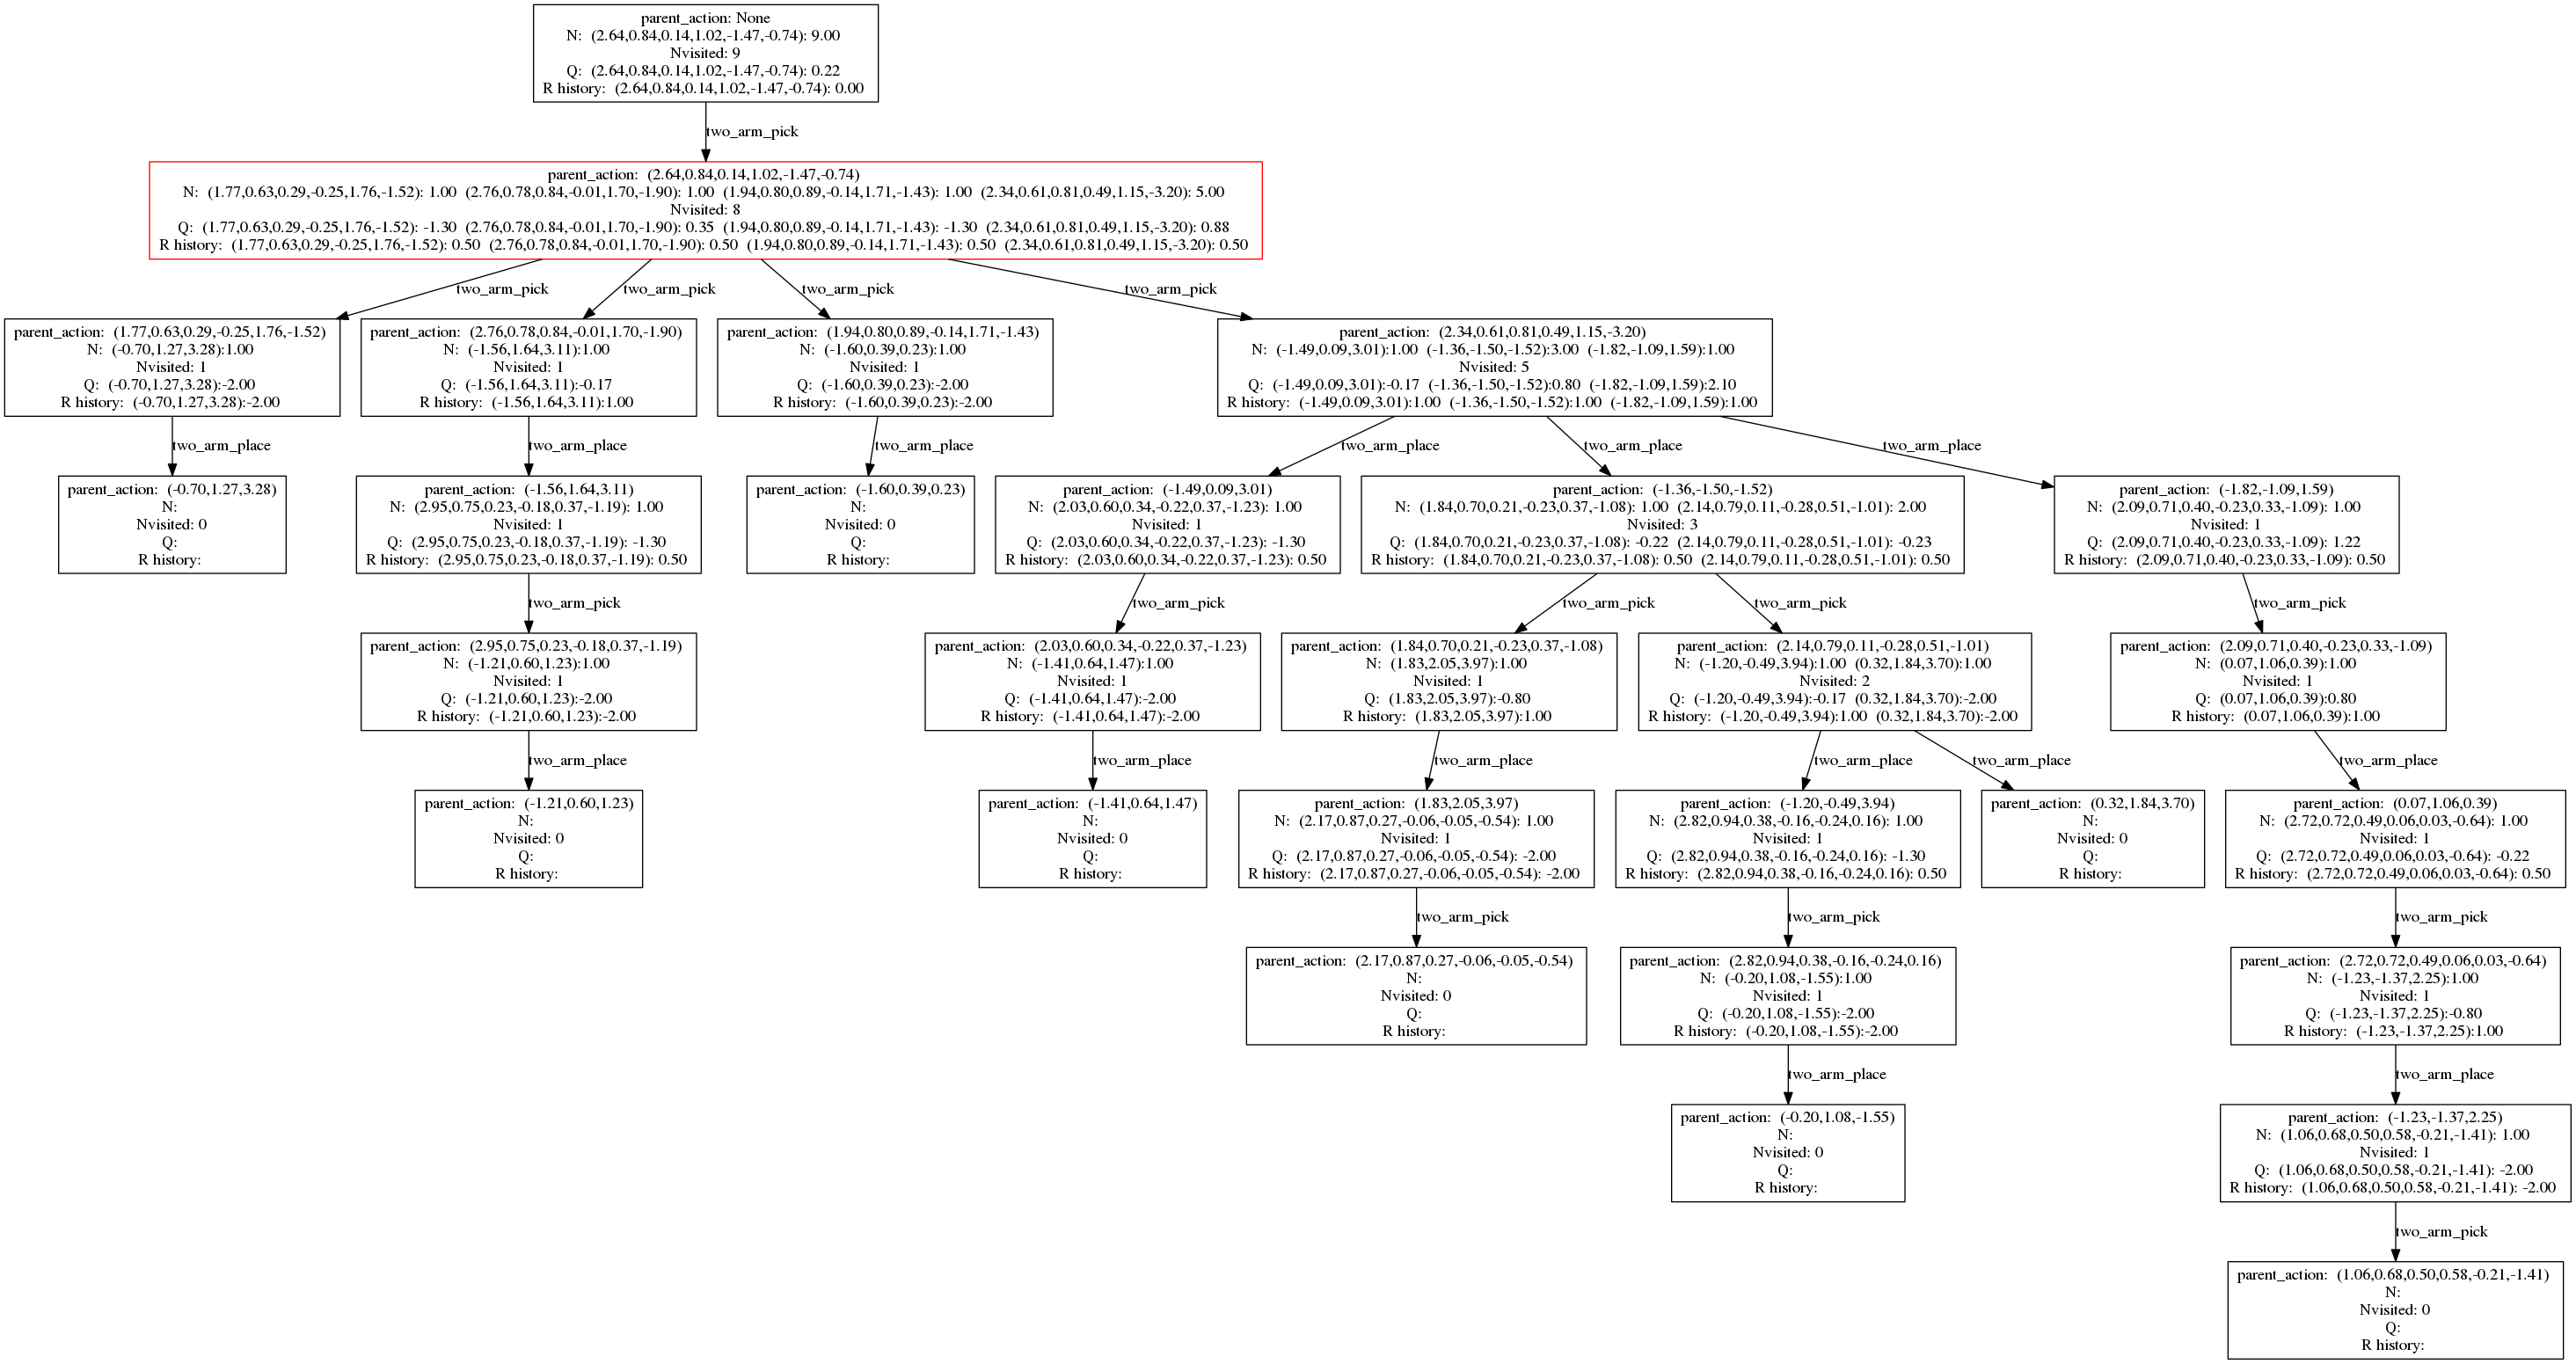 parent_action: None
N: (2.64,0.84,0.14,1.02,-1.47,-0.74): 9.00
Nvisited: 9
Q: (2.64,0.84,0.14,1.02,-1.47,-0.74): 0.22
R history: (2.64,0.84,0.14,1.02,-1.47,-0.74): 0.00
two_arm_pick
parent_action: (2.64,0.84,0.14,1.02,-1.47,-0.74)
N: (1.77,0.63,0.29,-0.25,1.76,-1.52): 1.00 (2.76,0.78,0.84,-0.01,1.70,-1.90): 1.00 (1.94,0.80,0.89,-0.14,1.71,-1.43): 1.00 (2.34,0.61,0.81,0.49,1.15,-3.20): 5.00
Nvisited: 8
Q: (1.77,0.63,0.29,-0.25,1.76,-1.52): -1.30 (2.76,0.78,0.84,-0.01,1.70,-1.90): 0.35 (1.94,0.80,0.89,-0.14,1.71,-1.43): -1.30 (2.34,0.61,0.81,0.49,1.15,-3.20): 0.88
R history: (1.77,0.63,0.29,-0.25,1.76,-1.52): 0.50 (2.76,0.78,0.84,-0.01,1.70,-1.90): 0.50 (1.94,0.80,0.89,-0.14,1.71,-1.43): 0.50 (2.34,0.61,0.81,0.49,1.15,-3.20): 0.50
two_arm_pick
two_arm_pick
two_arm_pick
two_arm_pick
parent_action: (1.77,0.63,0.29,-0.25,1.76,-1.52)
N: (-0.70,1.27,3.28):1.00
Nvisited: 1
Q: (-0.70,1.27,3.28):-2.00
R history: (-0.70,1.27,3.28):-2.00
parent_action: (2.76,0.78,0.84,-0.01,1.70,-1.90)
N: (-1.56,1.64,3.11):1.00
Nvisited: 1
Q: (-1.56,1.64,3.11):-0.17
R history: (-1.56,1.64,3.11):1.00
parent_action: (1.94,0.80,0.89,-0.14,1.71,-1.43)
N: (-1.60,0.39,0.23):1.00
Nvisited: 1
Q: (-1.60,0.39,0.23):-2.00
R history: (-1.60,0.39,0.23):-2.00
parent_action: (2.34,0.61,0.81,0.49,1.15,-3.20)
N: (-1.49,0.09,3.01):1.00 (-1.36,-1.50,-1.52):3.00 (-1.82,-1.09,1.59):1.00
Nvisited: 5
Q: (-1.49,0.09,3.01):-0.17 (-1.36,-1.50,-1.52):0.80 (-1.82,-1.09,1.59):2.10
R history: (-1.49,0.09,3.01):1.00 (-1.36,-1.50,-1.52):1.00 (-1.82,-1.09,1.59):1.00
two_arm_place
two_arm_place
two_arm_place
two_arm_place
two_arm_place
two_arm_place
parent_action: (-0.70,1.27,3.28)
N:
Nvisited: 0
Q:
R history:
parent_action: (-1.56,1.64,3.11)
N: (2.95,0.75,0.23,-0.18,0.37,-1.19): 1.00
Nvisited: 1
Q: (2.95,0.75,0.23,-0.18,0.37,-1.19): -1.30
R history: (2.95,0.75,0.23,-0.18,0.37,-1.19): 0.50
parent_action: (-1.60,0.39,0.23)
N:
Nvisited: 0
Q:
R history:
parent_action: (-1.49,0.09,3.01)
N: (2.03,0.60,0.34,-0.22,0.37,-1.23): 1.00
Nvisited: 1
Q: (2.03,0.60,0.34,-0.22,0.37,-1.23): -1.30
R history: (2.03,0.60,0.34,-0.22,0.37,-1.23): 0.50
parent_action: (-1.36,-1.50,-1.52)
N: (1.84,0.70,0.21,-0.23,0.37,-1.08): 1.00 (2.14,0.79,0.11,-0.28,0.51,-1.01): 2.00
Nvisited: 3
Q: (1.84,0.70,0.21,-0.23,0.37,-1.08): -0.22 (2.14,0.79,0.11,-0.28,0.51,-1.01): -0.23
R history: (1.84,0.70,0.21,-0.23,0.37,-1.08): 0.50 (2.14,0.79,0.11,-0.28,0.51,-1.01): 0.50
parent_action: (-1.82,-1.09,1.59)
N: (2.09,0.71,0.40,-0.23,0.33,-1.09): 1.00
Nvisited: 1
Q: (2.09,0.71,0.40,-0.23,0.33,-1.09): 1.22
R history: (2.09,0.71,0.40,-0.23,0.33,-1.09): 0.50
two_arm_pick
two_arm_pick
two_arm_pick
two_arm_pick
two_arm_pick
parent_action: (2.95,0.75,0.23,-0.18,0.37,-1.19)
N: (-1.21,0.60,1.23):1.00
Nvisited: 1
Q: (-1.21,0.60,1.23):-2.00
R history: (-1.21,0.60,1.23):-2.00
parent_action: (2.03,0.60,0.34,-0.22,0.37,-1.23)
N: (-1.41,0.64,1.47):1.00
Nvisited: 1
Q: (-1.41,0.64,1.47):-2.00
R history: (-1.41,0.64,1.47):-2.00
parent_action: (1.84,0.70,0.21,-0.23,0.37,-1.08)
N: (1.83,2.05,3.97):1.00
Nvisited: 1
Q: (1.83,2.05,3.97):-0.80
R history: (1.83,2.05,3.97):1.00
parent_action: (2.14,0.79,0.11,-0.28,0.51,-1.01)
N: (-1.20,-0.49,3.94):1.00 (0.32,1.84,3.70):1.00
Nvisited: 2
Q: (-1.20,-0.49,3.94):-0.17 (0.32,1.84,3.70):-2.00
R history: (-1.20,-0.49,3.94):1.00 (0.32,1.84,3.70):-2.00
parent_action: (2.09,0.71,0.40,-0.23,0.33,-1.09)
N: (0.07,1.06,0.39):1.00
Nvisited: 1
Q: (0.07,1.06,0.39):0.80
R history: (0.07,1.06,0.39):1.00
two_arm_place
two_arm_place
two_arm_place
two_arm_place
two_arm_place
two_arm_place
parent_action: (-1.21,0.60,1.23)
N:
Nvisited: 0
Q:
R history:
parent_action: (-1.41,0.64,1.47)
N:
Nvisited: 0
Q:
R history:
parent_action: (1.83,2.05,3.97)
N: (2.17,0.87,0.27,-0.06,-0.05,-0.54): 1.00
Nvisited: 1
Q: (2.17,0.87,0.27,-0.06,-0.05,-0.54): -2.00
R history: (2.17,0.87,0.27,-0.06,-0.05,-0.54): -2.00
parent_action: (-1.20,-0.49,3.94)
N: (2.82,0.94,0.38,-0.16,-0.24,0.16): 1.00
Nvisited: 1
Q: (2.82,0.94,0.38,-0.16,-0.24,0.16): -1.30
R history: (2.82,0.94,0.38,-0.16,-0.24,0.16): 0.50
parent_action: (0.32,1.84,3.70)
N:
Nvisited: 0
Q:
R history:
parent_action: (0.07,1.06,0.39)
N: (2.72,0.72,0.49,0.06,0.03,-0.64): 1.00
Nvisited: 1
Q: (2.72,0.72,0.49,0.06,0.03,-0.64): -0.22
R history: (2.72,0.72,0.49,0.06,0.03,-0.64): 0.50
two_arm_pick
two_arm_pick
two_arm_pick
parent_action: (2.17,0.87,0.27,-0.06,-0.05,-0.54)
N:
Nvisited: 0
Q:
R history:
parent_action: (2.82,0.94,0.38,-0.16,-0.24,0.16)
N: (-0.20,1.08,-1.55):1.00
Nvisited: 1
Q: (-0.20,1.08,-1.55):-2.00
R history: (-0.20,1.08,-1.55):-2.00
parent_action: (2.72,0.72,0.49,0.06,0.03,-0.64)
N: (-1.23,-1.37,2.25):1.00
Nvisited: 1
Q: (-1.23,-1.37,2.25):-0.80
R history: (-1.23,-1.37,2.25):1.00
two_arm_place
two_arm_place
parent_action: (-0.20,1.08,-1.55)
N:
Nvisited: 0
Q:
R history:
parent_action: (-1.23,-1.37,2.25)
N: (1.06,0.68,0.50,0.58,-0.21,-1.41): 1.00
Nvisited: 1
Q: (1.06,0.68,0.50,0.58,-0.21,-1.41): -2.00
R history: (1.06,0.68,0.50,0.58,-0.21,-1.41): -2.00
two_arm_pick
parent_action: (1.06,0.68,0.50,0.58,-0.21,-1.41)
N:
Nvisited: 0
Q:
R history: